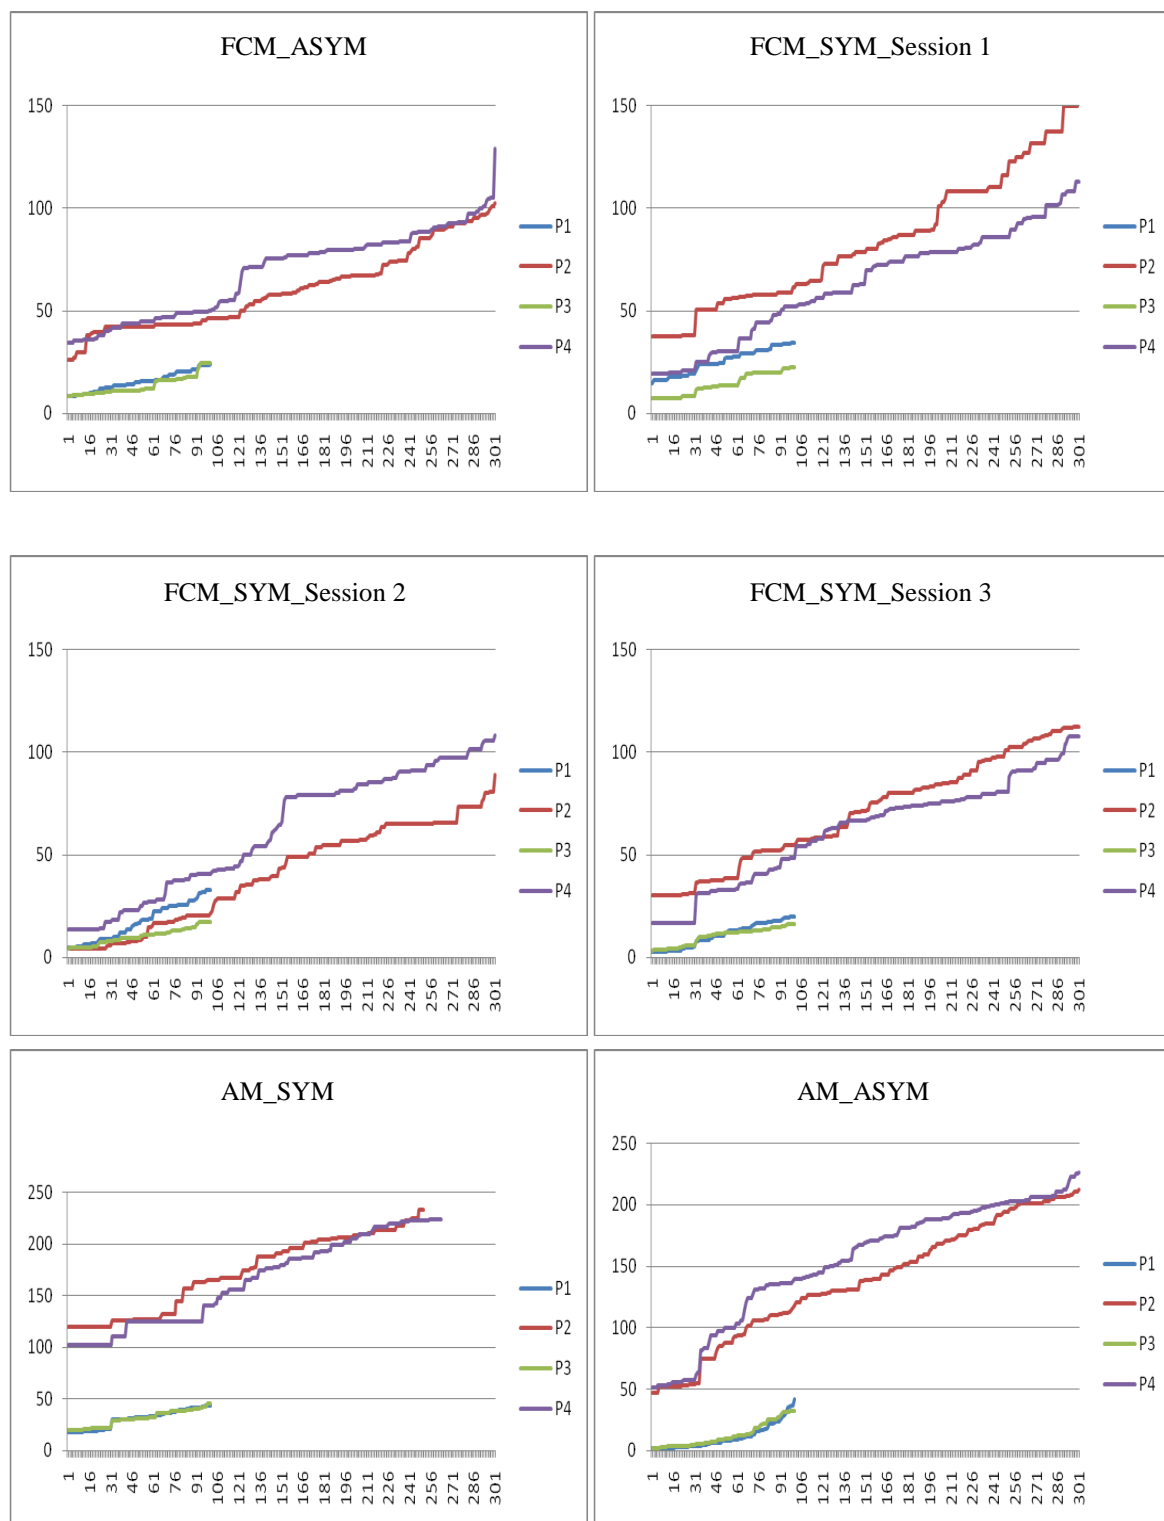 FCM_ASYM
150
100
50
0
1 16 31 46 61 76 91 106 121 136 151 166 181 196 211 226 241 256 271 286 301
P1
P2
P3
P4
FCM_SYM_Session 1
150
100
50
0
1 16 31 46 61 76 91 106 121 136 151 166 181 196 211 226 241 256 271 286 301
P1
P2
P3
P4
FCM_SYM_Session 2
150
100
50
0
1 16 31 46 61 76 91 106 121 136 151 166 181 196 211 226 241 256 271 286 301
P1
P2
P3
P4
FCM_SYM_Session 3
150
100
50
0
1 16 31 46 61 76 91 106 121 136 151 166 181 196 211 226 241 256 271 286 301
P1
P2
P3
P4
AM_SYM
250
200
150
100
50
0
1 16 31 46 61 76 91 106 121 136 151 166 181 196 211 226 241 256 271 286 301
P1
P2
P3
P4
AM_ASYM
250
200
150
100
50
0
1 16 31 46 61 76 91 106 121 136 151 166 181 196 211 226 241 256 271 286 301
P1
P2
P3
P4